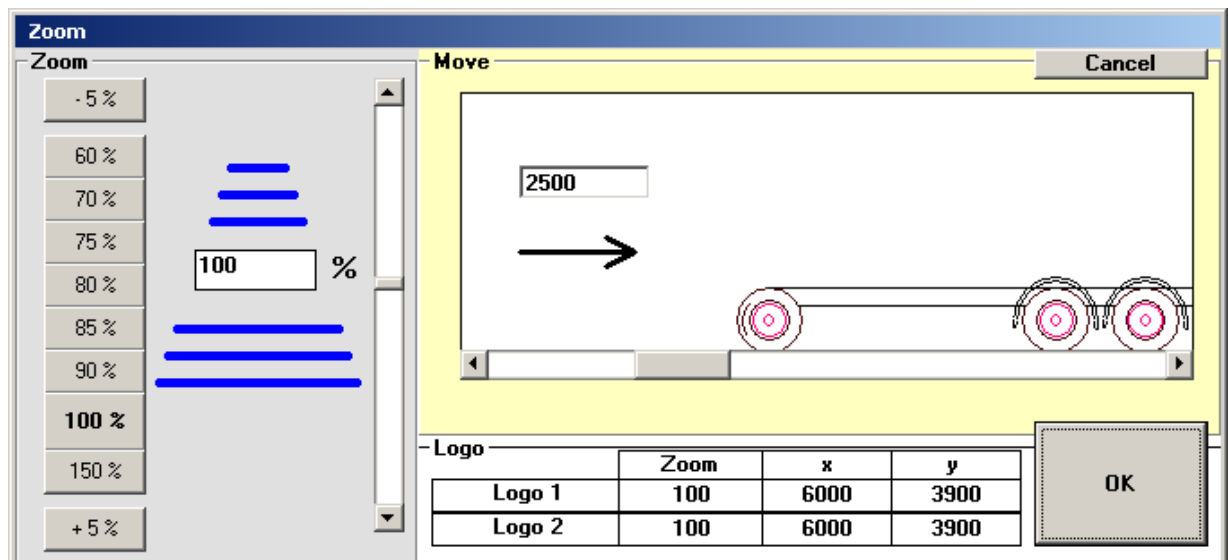 Zoom
Zoom
- 5 %
60 %
70 %
75 %
80 %
85 %
90 %
100 %
150 %
+ 5 %
100 %
Move
Cancel
2500
Logo
Zoom x y
Logo 1 100 6000 3900
Logo 2 100 6000 3900
OK